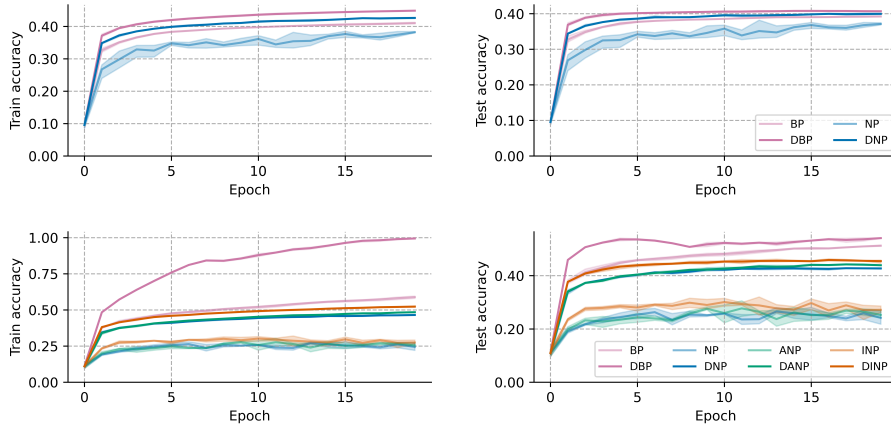 Train accuracy
0.40
0.30
0.20
0.10
0.00
0
5
10
15
Epoch
Test accuracy
0.40
0.30
0.20
0.10
0.00
0
5
10
15
Epoch
BP
NP
DBP
DNP
Train accuracy
1.00
0.75
0.50
0.25
0.00
0
5
10
15
Epoch
Test accuracy
0.40
0.20
0.00
0
5
10
15
Epoch
BP
NP
ANP
INP
DBP
DNP
DANP
DINP